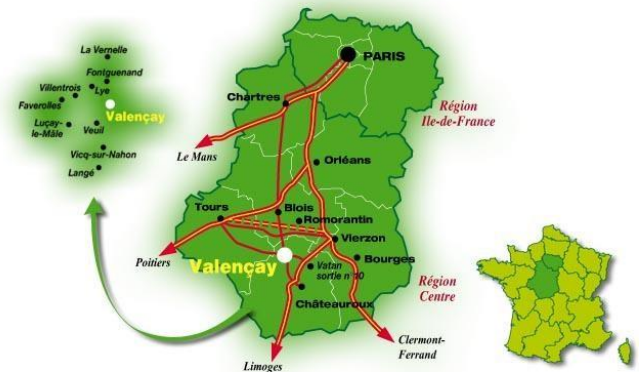 La Vernelle
Fontguenand
Villentrois
Lye
Faverolles
Valençay
Luçay-
le-Mâle
Veuil
Vicq-sur-Nahon
Langé
PARIS
Chartres
Région
Ile-de-France
Le Mans
Orléans
Tours
Blois
Romorantin
Vierzon
Poitiers
Valençay
Bourges
Vatan
sortie n°10
Région
Centre
Châteauroux
Clermont-
Ferrand
Limoges